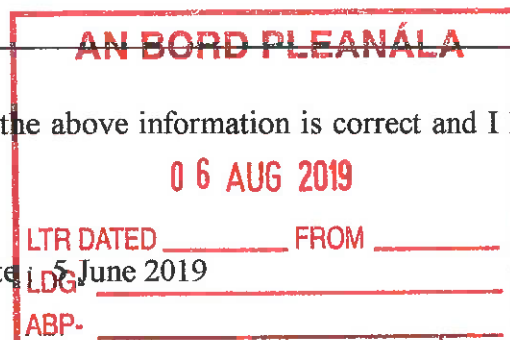 AN BORD PLEANÁLA
the above information is correct and I
06 AUG 2019
LTR DATED FROM
5 June 2019
LDG-
ABP-